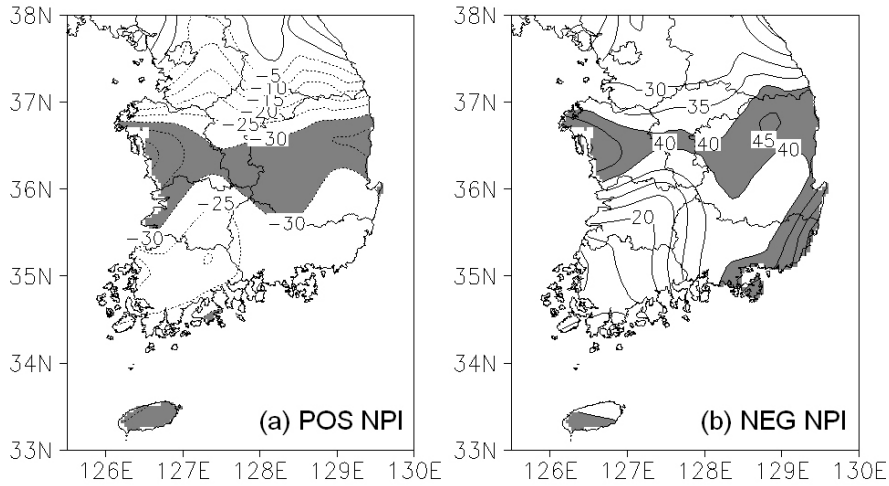 38N
37N
36N
35N
34N
33N
126E 127E 128E 129E 130E
-5
-10
-15
-20
-25
-30
-25
-30
-30
(a) POS NPI
38N
37N
36N
35N
34N
33N
126E 127E 128E 129E 130E
30
35
40
40
45
40
20
(b) NEG NPI